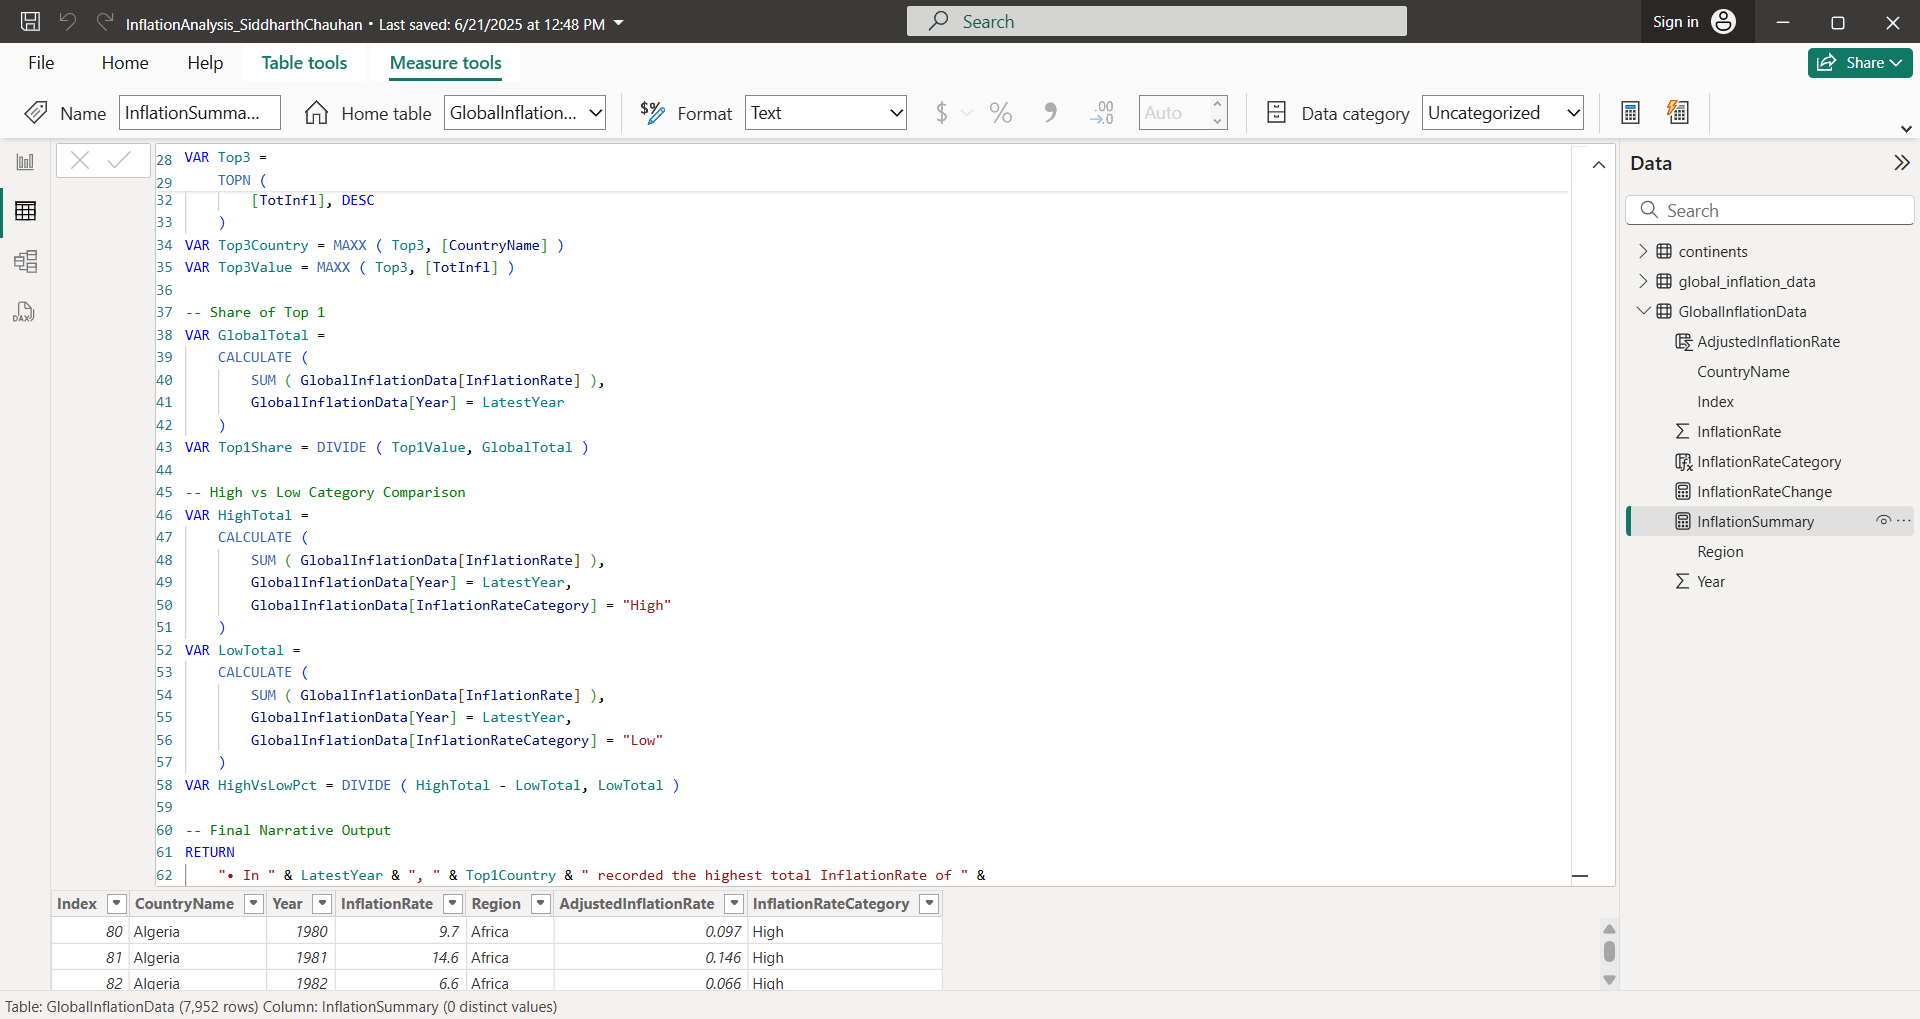 InflationAnalysis_SiddharthChauhan • Last saved: 6/21/2025 at 12:48 PM
Search
Sign in
File
Home
Help
Table tools
Measure tools
Share
Name
InflationSumma...
Home table
GlobalInflation...
Format
Text
$
%
.00
.0
Auto
Data category
Uncategorized
DAX
28 VAR Top3 =
29 TOPN (
32 [TotInfl], DESC
33 )
34 VAR Top3Country = MAXX ( Top3, [CountryName] )
35 VAR Top3Value = MAXX ( Top3, [TotInfl] )
36
37 -- Share of Top 1
38 VAR GlobalTotal =
39 CALCULATE (
40 SUM ( GlobalInflationData[InflationRate] ),
41 GlobalInflationData[Year] = LatestYear
42 )
43 VAR Top1Share = DIVIDE ( Top1Value, GlobalTotal )
44
45 -- High vs Low Category Comparison
46 VAR HighTotal =
47 CALCULATE (
48 SUM ( GlobalInflationData[InflationRate] ),
49 GlobalInflationData[Year] = LatestYear,
50 GlobalInflationData[InflationRateCategory] = "High"
51 )
52 VAR LowTotal =
53 CALCULATE (
54 SUM ( GlobalInflationData[InflationRate] ),
55 GlobalInflationData[Year] = LatestYear,
56 GlobalInflationData[InflationRateCategory] = "Low"
57 )
58 VAR HighVsLowPct = DIVIDE ( HighTotal - LowTotal, LowTotal )
59
60 -- Final Narrative Output
61 RETURN
62 "• In " & LatestYear & ", " & Top1Country & " recorded the highest total InflationRate of " &
Index CountryName Year InflationRate Region AdjustedInflationRate InflationRateCategory
80 Algeria 1980 9.7 Africa 0.097 High
81 Algeria 1981 14.6 Africa 0.146 High
82 Algeria 1982 6.6 Africa 0.066 High
Data
Search
continents
global_inflation_data
GlobalInflationData
AdjustedInflationRate
CountryName
Index
InflationRate
InflationRateCategory
InflationRateChange
InflationSummary
Region
Year
Table: GlobalInflationData (7,952 rows) Column: InflationSummary (0 distinct values)